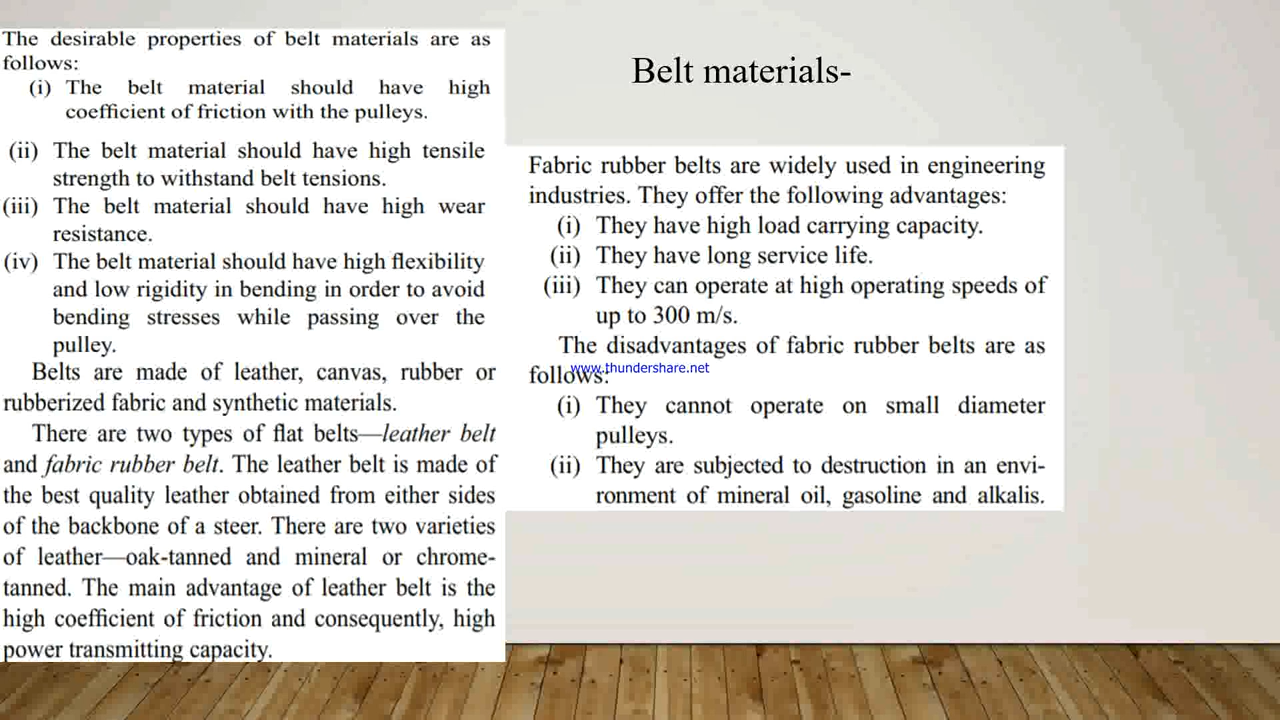 The desirable properties of belt materials are as
follows:
(i) The belt material should have high
coefficient of friction with the pulleys.
(ii) The belt material should have high tensile
strength to withstand belt tensions.
(iii) The belt material should have high wear
resistance.
(iv) The belt material should have high flexibility
and low rigidity in bending in order to avoid
bending stresses while passing over the
pulley.
Belts are made of leather, canvas, rubber or
rubberized fabric and synthetic materials.
There are two types of flat belts—leather belt
and fabric rubber belt. The leather belt is made of
the best quality leather obtained from either sides
of the backbone of a steer. There are two varieties
of leather—oak-tanned and mineral or chrome-
tanned. The main advantage of leather belt is the
high coefficient of friction and consequently, high
power transmitting capacity.
Belt materials-
Fabric rubber belts are widely used in engineering
industries. They offer the following advantages:
(i) They have high load carrying capacity.
(ii) They have long service life.
(iii) They can operate at high operating speeds of
up to 300 m/s.
The disadvantages of fabric rubber belts are as
follows:
www.thundershare.net
(i) They cannot operate on small diameter
pulleys.
(ii) They are subjected to destruction in an envi-
ronment of mineral oil, gasoline and alkalis.